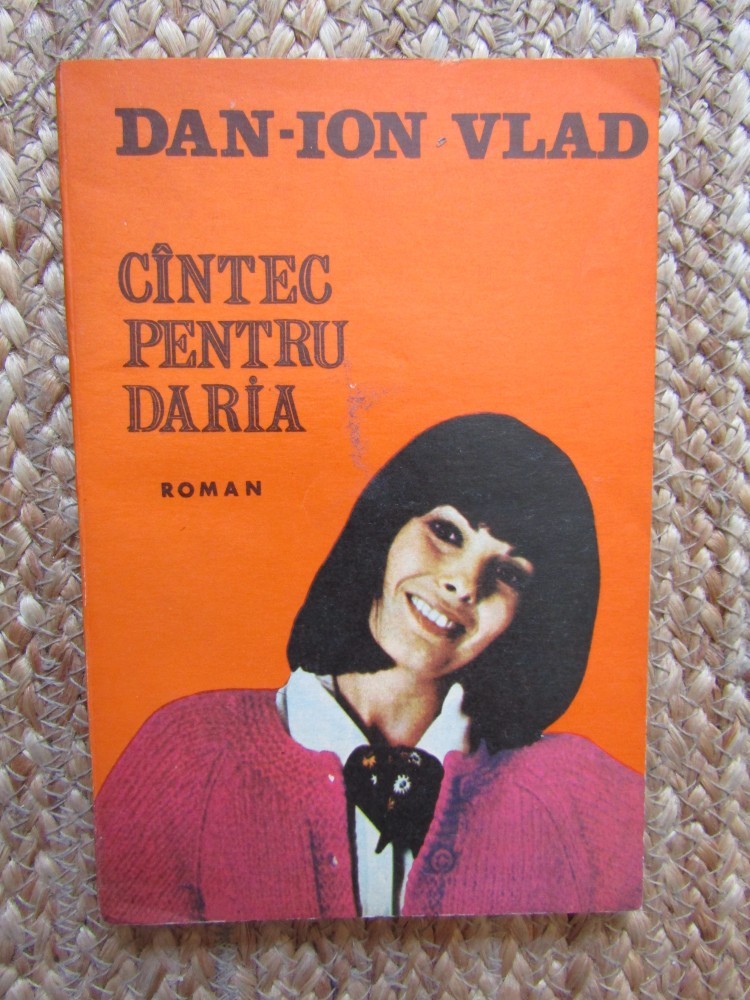 DAN-ION VLAD
CÎNTEC
PENTRU
DARIA
ROMAN